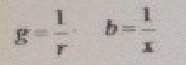 g = 1/r b = 1/x